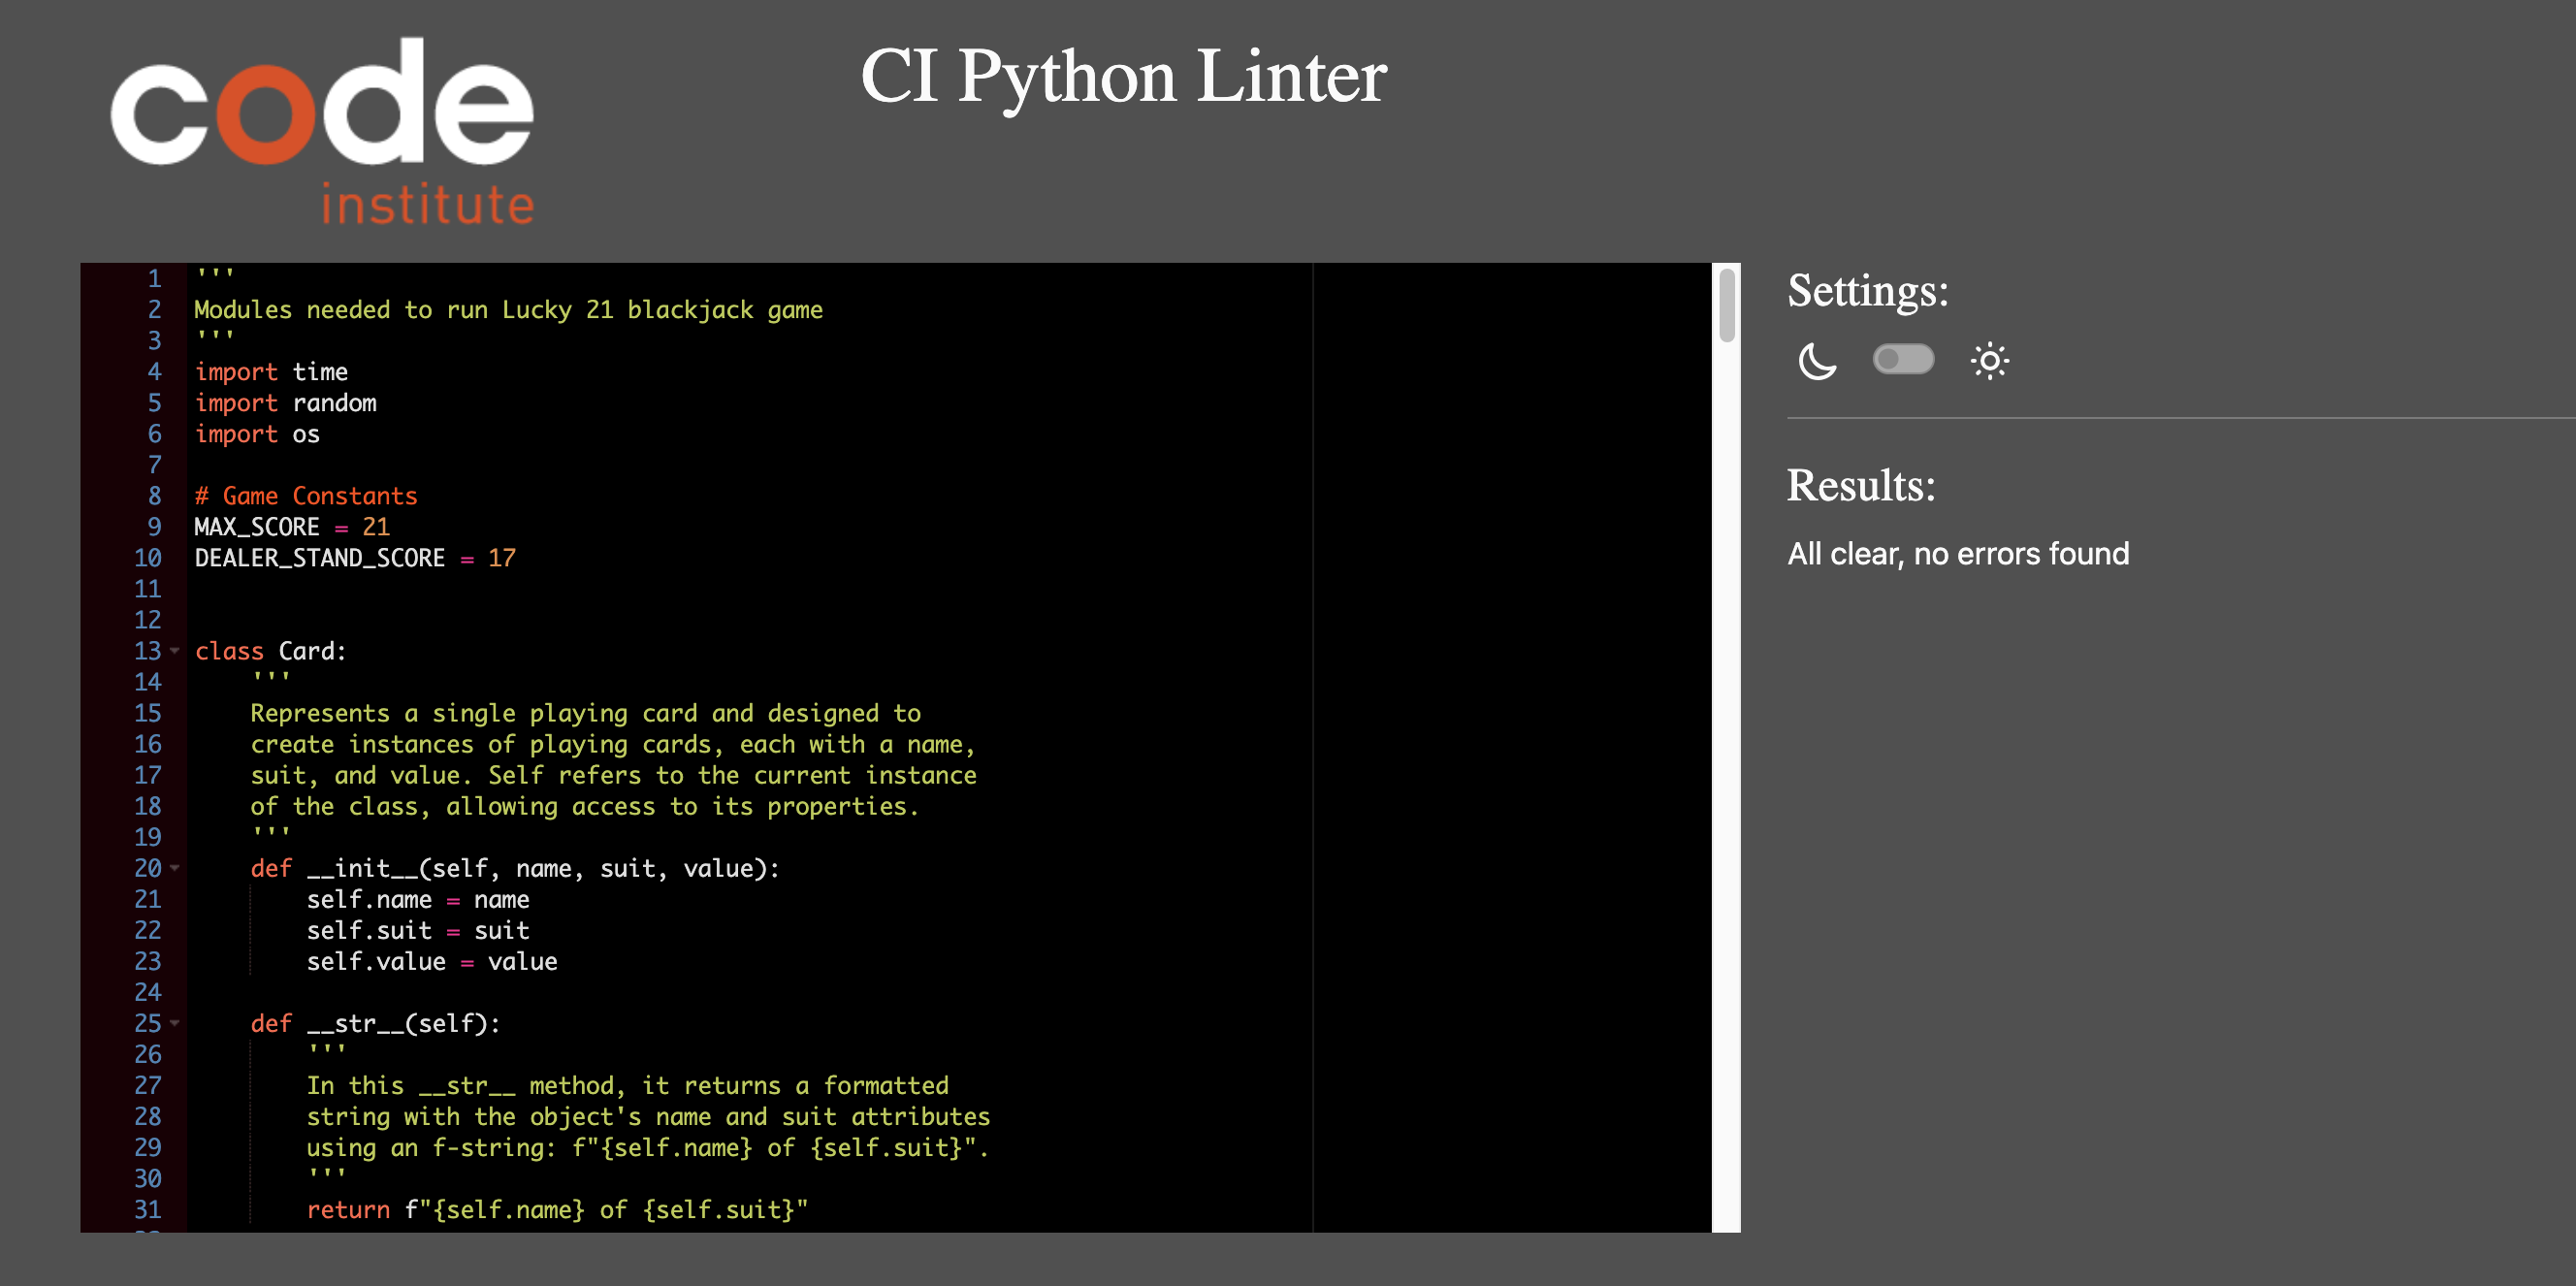 code
institute
CI Python Linter
1 '''
2 Modules needed to run Lucky 21 blackjack game
3 '''
4 import time
5 import random
6 import os
7
8 # Game Constants
9 MAX_SCORE = 21
10 DEALER_STAND_SCORE = 17
11
12
13 class Card:
14     '''
15     Represents a single playing card and designed to
16     create instances of playing cards, each with a name,
17     suit, and value. Self refers to the current instance
18     of the class, allowing access to its properties.
19     '''
20     def __init__(self, name, suit, value):
21         self.name = name
22         self.suit = suit
23         self.value = value
24
25     def __str__(self):
26         '''
27         In this __str__ method, it returns a formatted
28         string with the object's name and suit attributes
29         using an f-string: f"{self.name} of {self.suit}".
30         '''
31         return f"{self.name} of {self.suit}"
Settings:
Results:
All clear, no errors found